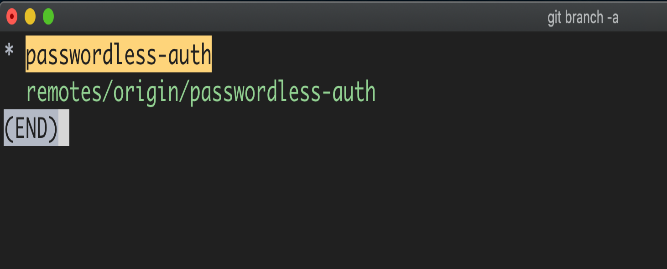 git branch -a
* passwordless-auth
remotes/origin/passwordless-auth
(END)